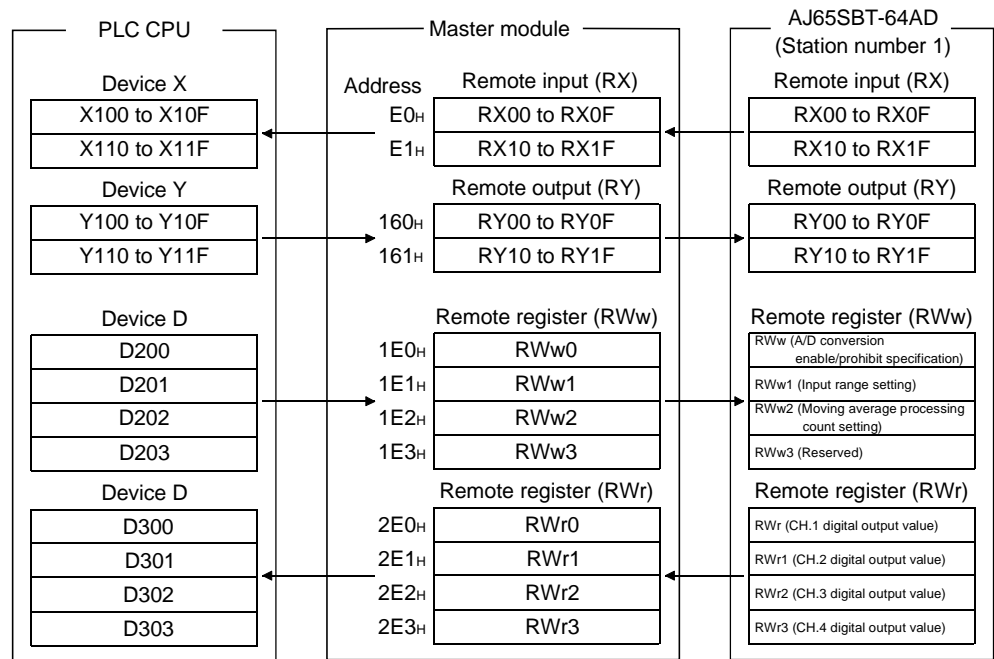 PLC CPU
Master module
AJ65SBT-64AD
(Station number 1)
Device X
Address
Remote input (RX)
Remote input (RX)
X100 to X10F
E0H
RX00 to RX0F
RX00 to RX0F
X110 to X11F
E1H
RX10 to RX1F
RX10 to RX1F
Device Y
Remote output (RY)
Remote output (RY)
Y100 to Y10F
160H
RY00 to RY0F
RY00 to RY0F
Y110 to Y11F
161H
RY10 to RY1F
RY10 to RY1F
Device D
Remote register (RWw)
Remote register (RWw)
D200
1E0H
RWw0
RWw (A/D conversion
enable/prohibit specification)
D201
1E1H
RWw1
RWw1 (Input range setting)
D202
1E2H
RWw2
RWw2 (Moving average processing
count setting)
D203
1E3H
RWw3
RWw3 (Reserved)
Device D
Remote register (RWr)
Remote register (RWr)
D300
2E0H
RWr0
RWr (CH.1 digital output value)
D301
2E1H
RWr1
RWr1 (CH.2 digital output value)
D302
2E2H
RWr2
RWr2 (CH.3 digital output value)
D303
2E3H
RWr3
RWr3 (CH.4 digital output value)